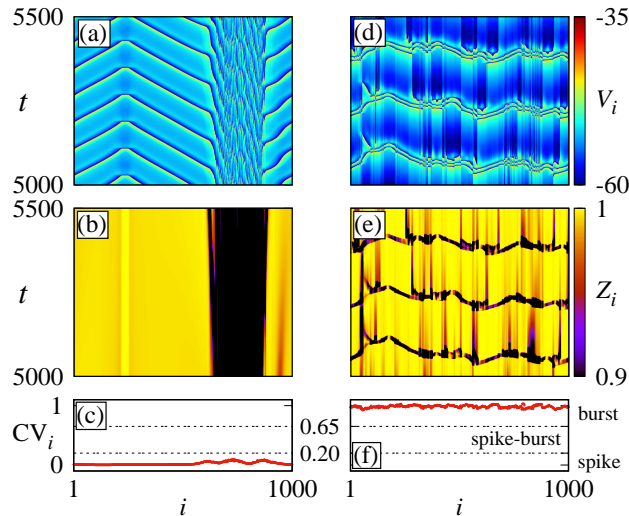 5500
(a)
(d)
-35
t
V_i
5000
-60
5500
(b)
(e)
1
t
Z_i
5000
0.9
1
(c)
burst
0.65
CV_i
spike-burst
0.20
0
(f)
spike
1
i
1000
1
i
1000